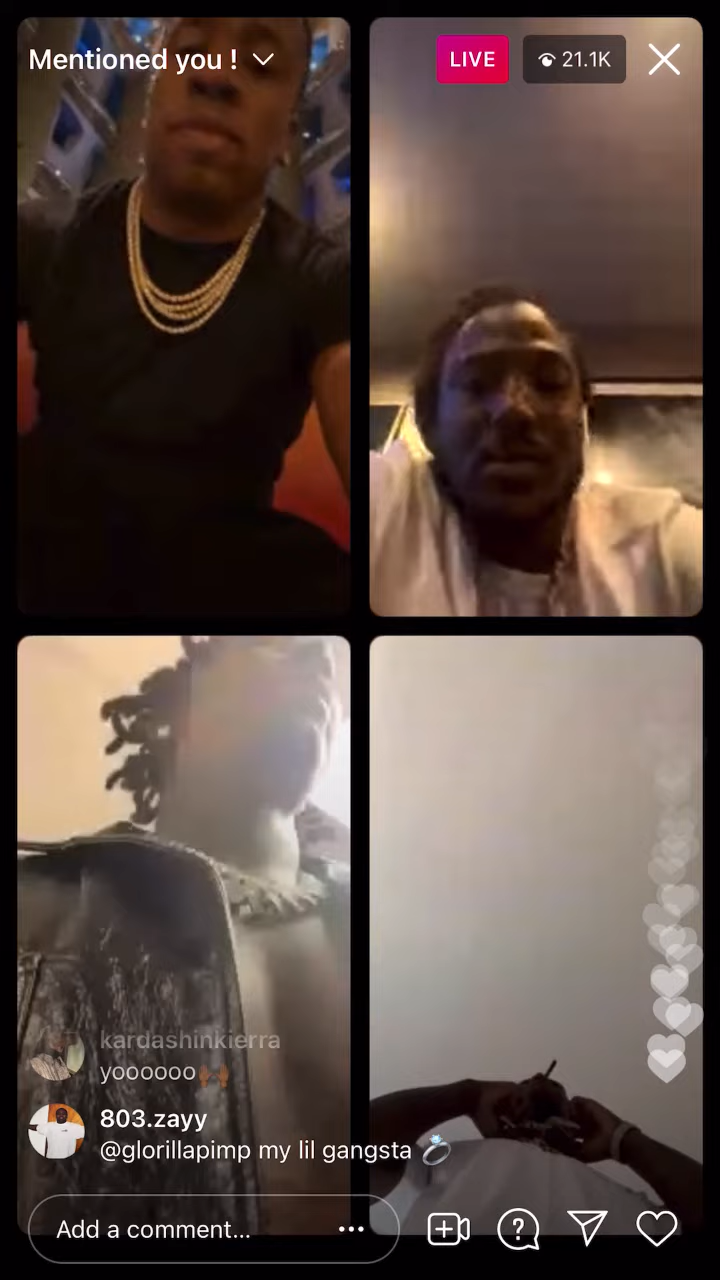 Mentioned you !
LIVE
21.1K
kardashinkierra
yoooooo🙌🏾
803.zayy
@glorillapimp my lil gangsta 💍
Add a comment...